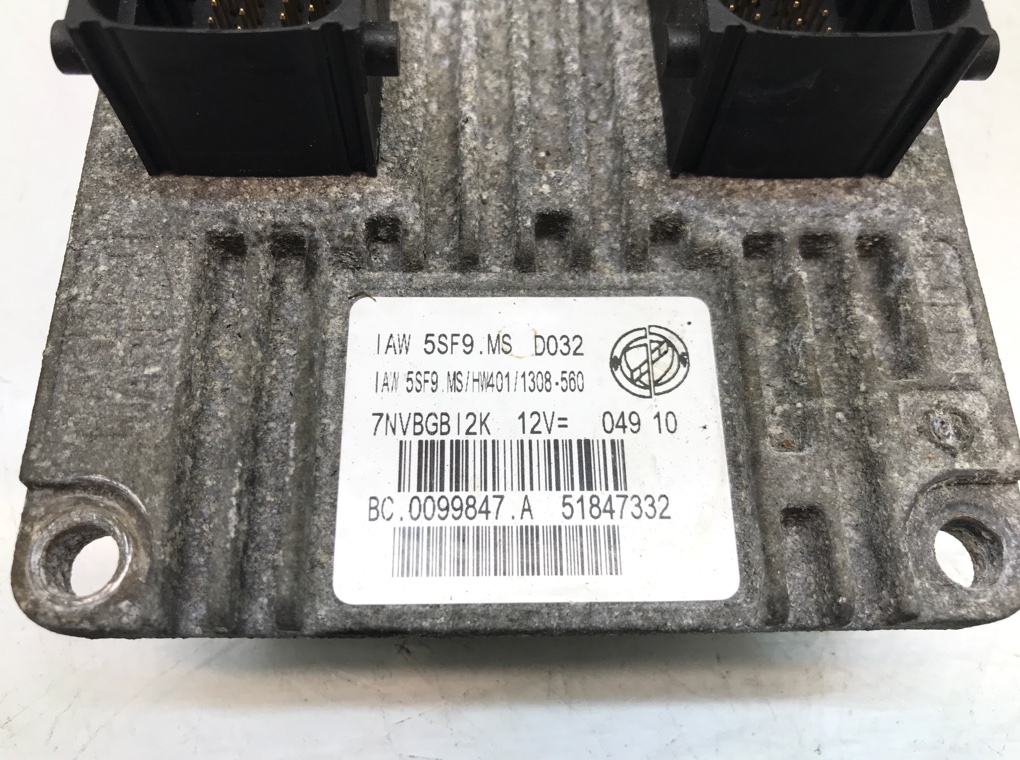 IAW 5SF9.MS D032
IAW 5SF9.MS/HW401/1308-560
7NVBGBI2K 12V= 049 10
BC.0099847.A 51847332